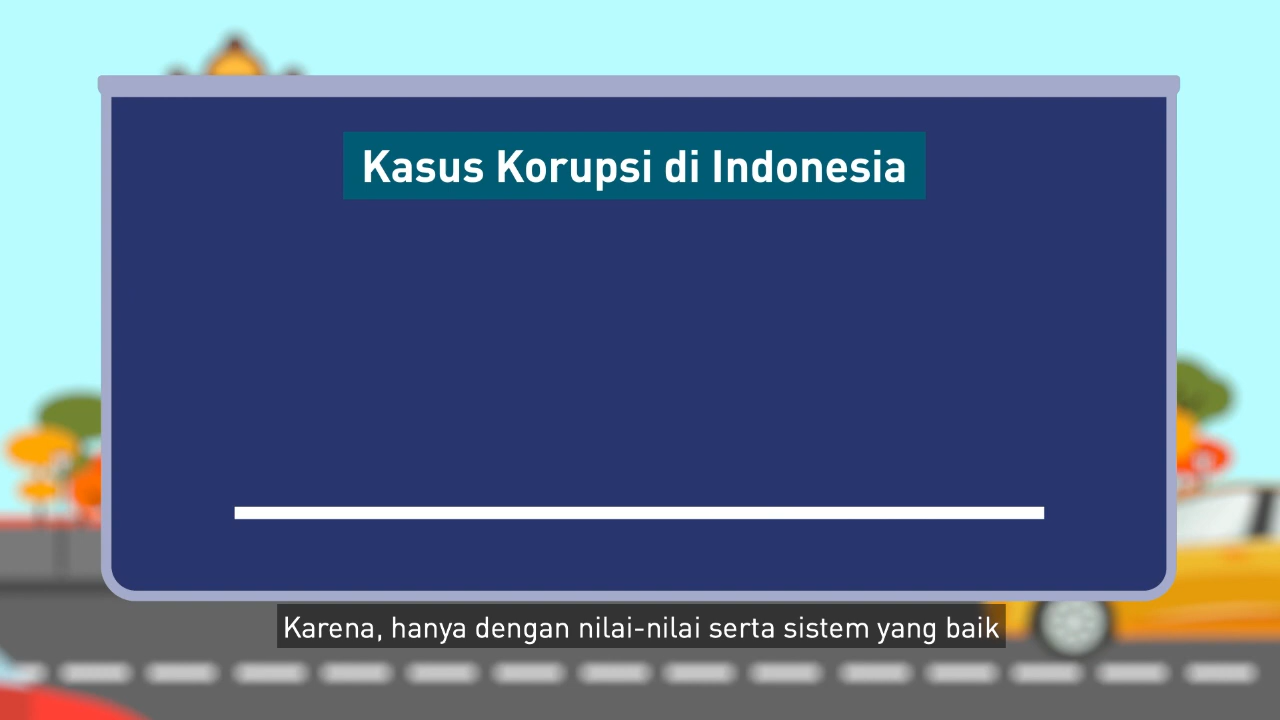 Kasus Korupsi di Indonesia
Karena, hanya dengan nilai-nilai serta sistem yang baik